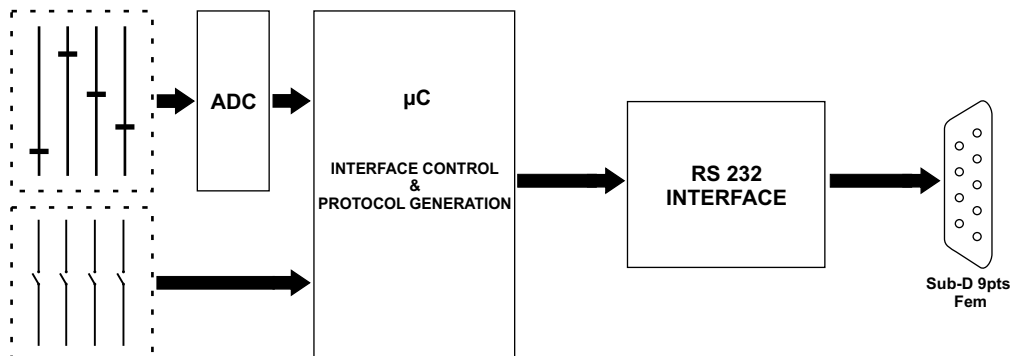 ADC
µC
INTERFACE CONTROL
&
PROTOCOL GENERATION
RS 232
INTERFACE
Sub-D 9pts
Fem